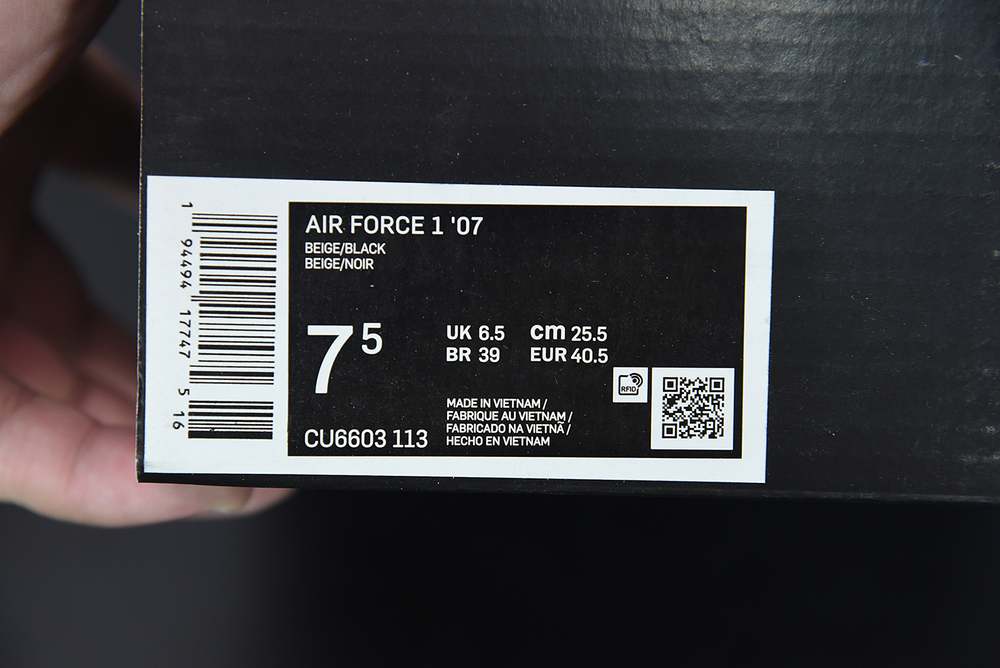 AIR FORCE 1 '07
BEIGE/BLACK
BEIGE/NOIR
7 5
UK 6.5 cm 25.5
BR 39 EUR 40.5
RFID
MADE IN VIETNAM /
FABRIQUE AU VIETNAM /
FABRICADO NA VIETNÃ /
HECHO EN VIETNAM
CU6603 113
1 94494 17747 5 16